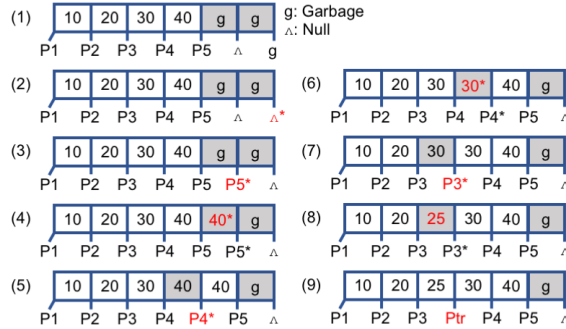 (1) 10 20 30 40 g g
P1 P2 P3 P4 P5 Λ g
g: Garbage
Λ: Null
(2) 10 20 30 40 g g
P1 P2 P3 P4 P5 Λ Λ*
(3) 10 20 30 40 g g
P1 P2 P3 P4 P5 P5* Λ
(4) 10 20 30 40 40* g
P1 P2 P3 P4 P5 P5* Λ
(5) 10 20 30 40 40 g
P1 P2 P3 P4 P4* P5 Λ
(6) 10 20 30 30* 40 g
P1 P2 P3 P4 P4* P5 Λ
(7) 10 20 30 30 40 g
P1 P2 P3 P3* P4 P5 Λ
(8) 10 20 25 30 40 g
P1 P2 P3 P3* P4 P5 Λ
(9) 10 20 25 30 40 g
P1 P2 P3 Ptr P4 P5 Λ